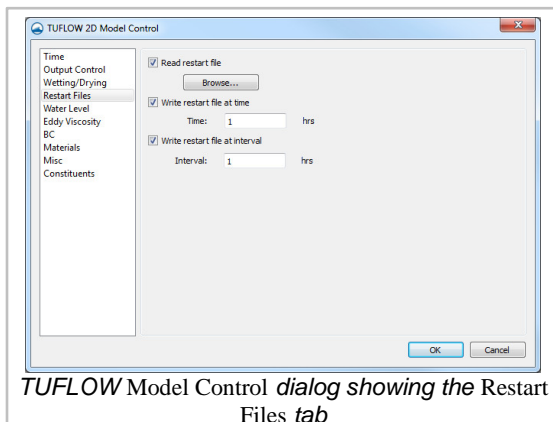 TUFLOW 2D Model Control
Time
Output Control
Wetting/Drying
Restart Files
Water Level
Eddy Viscosity
BC
Materials
Misc
Constituents
Read restart file
Browse...
Write restart file at time
Time: 1 hrs
Write restart file at interval
Interval: 1 hrs
OK Cancel
TUFLOW Model Control dialog showing the Restart
Files tab